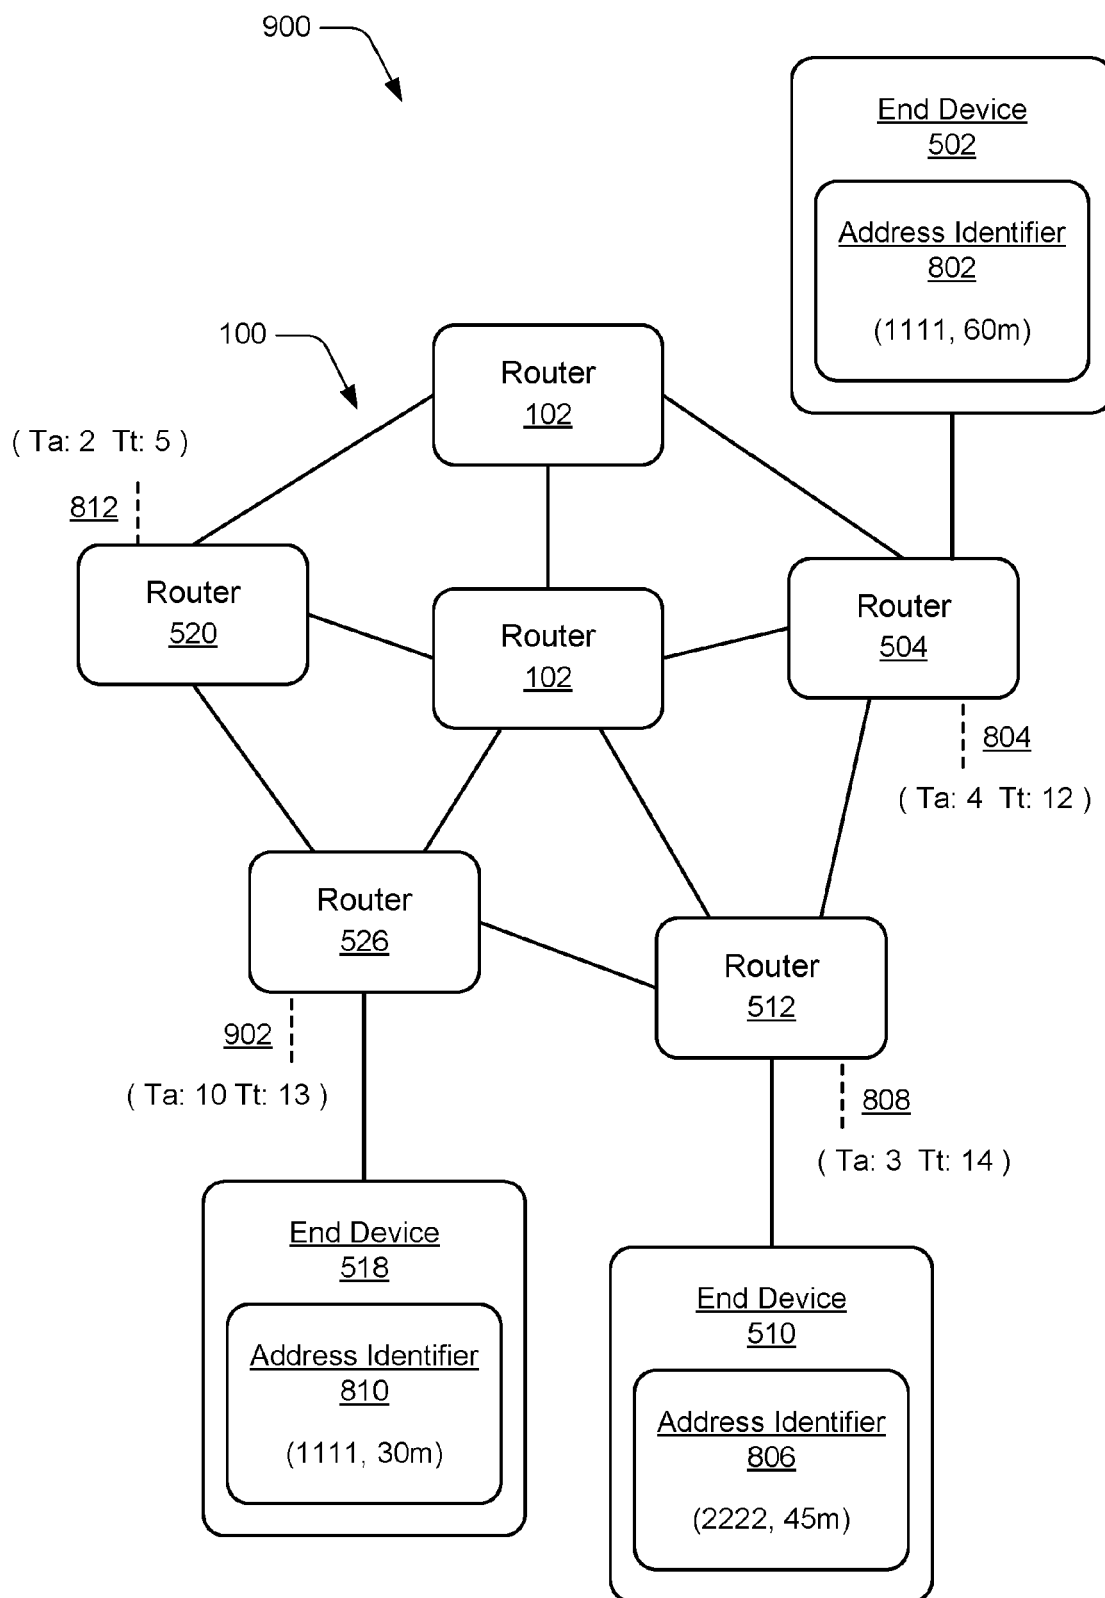 900
End Device
502
Address Identifier
802
(1111, 60m)
100
Router
102
( Ta: 2 Tt: 5 )
812
Router
520
Router
102
Router
504
804
( Ta: 4 Tt: 12 )
Router
526
Router
512
902
( Ta: 10 Tt: 13 )
808
( Ta: 3 Tt: 14 )
End Device
518
Address Identifier
810
(1111, 30m)
End Device
510
Address Identifier
806
(2222, 45m)